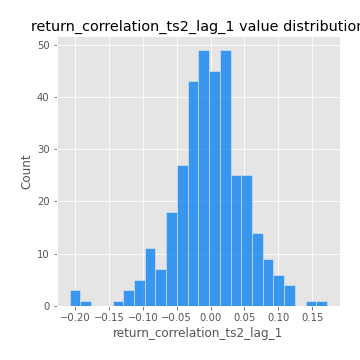 return_correlation_ts2_lag_1 value distribution
50
40
30
20
10
0
Count
−0.20 −0.15 −0.10 −0.05 0.00 0.05 0.10 0.15
return_correlation_ts2_lag_1